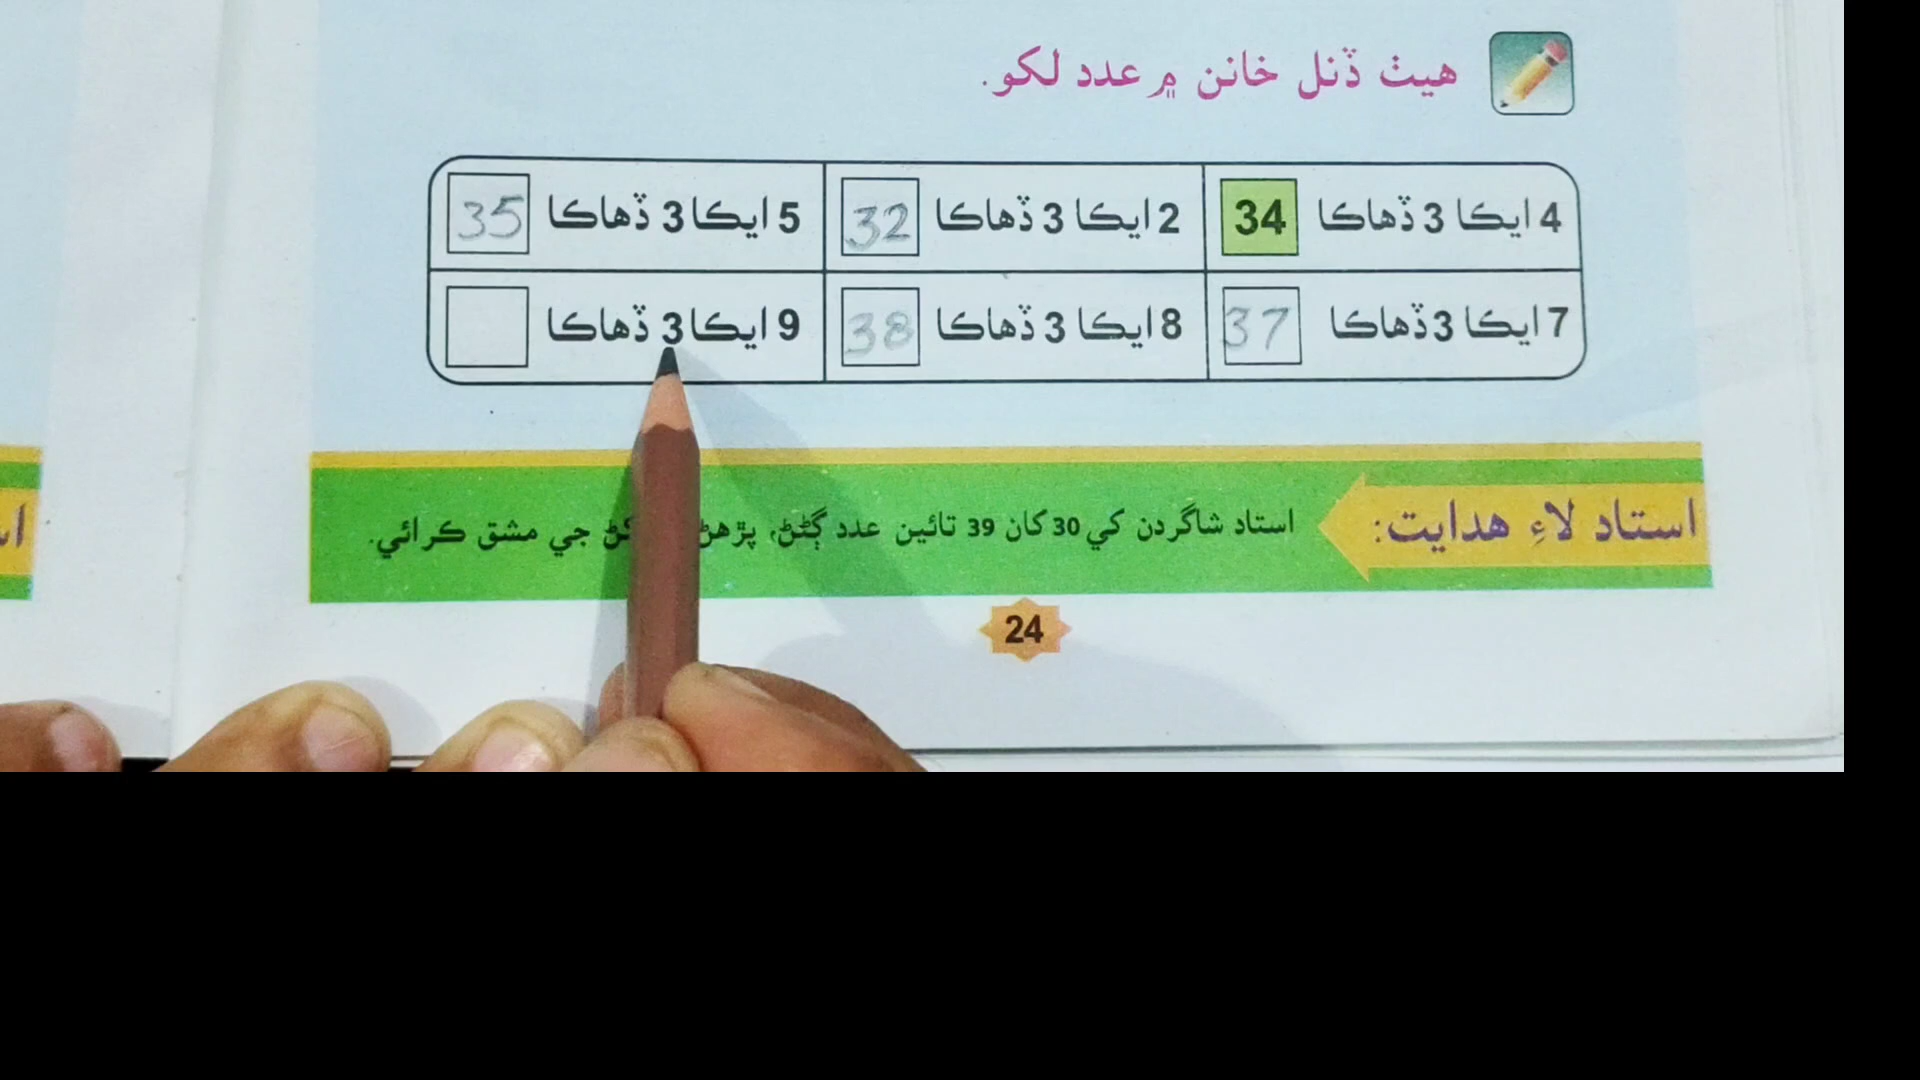 هيٺ ڏنل خانن ۾ عدد لکو.
4 ايڪا 3 ڏهاڪا 34
2 ايڪا 3 ڏهاڪا 32
5 ايڪا 3 ڏهاڪا 35
7 ايڪا 3 ڏهاڪا 37
8 ايڪا 3 ڏهاڪا 38
9 ايڪا 3 ڏهاڪا
استاد لاءِ هدايت:
استاد شاگردن کي 30 کان 39 تائين عدد ڳڻڻ، پڙهڻ جي مشق ڪرائي.
24